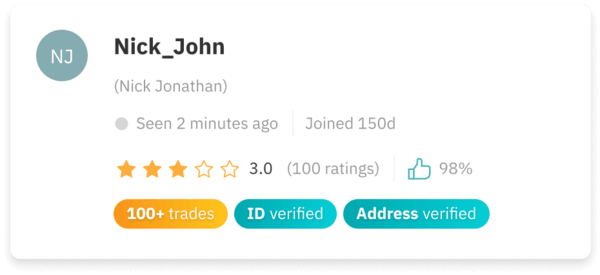 NJ
Nick_John
(Nick Jonathan)
Seen 2 minutes ago Joined 150d
3.0 (100 ratings) 98%
100+ trades ID verified Address verified